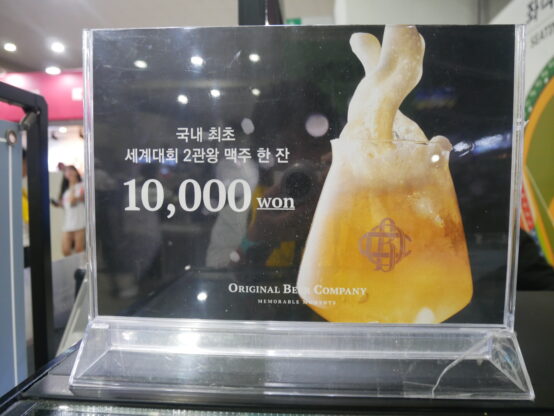 국내 최초
세계대회 2관왕 맥주 한 잔
10,000 won
ORIGINAL BEER COMPANY
MEMORABLE MOMENTS